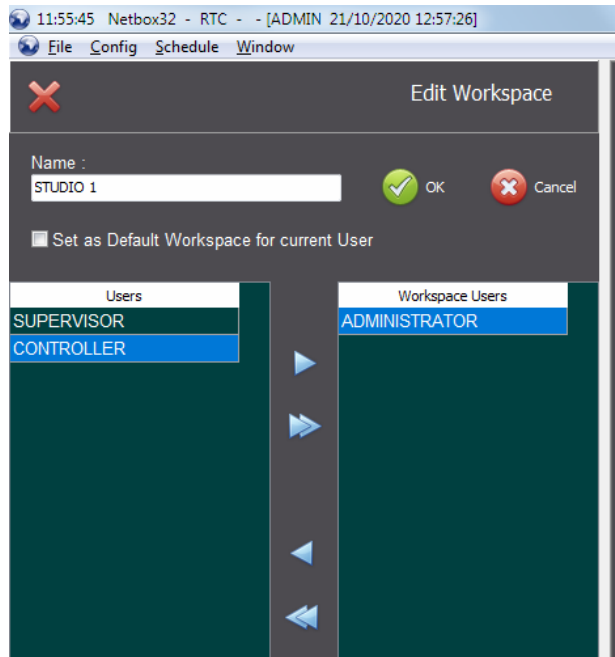 11:55:45 Netbox32 - RTC - - [ADMIN 21/10/2020 12:57:26]
File Config Schedule Window
Edit Workspace
Name :
STUDIO 1
OK
Cancel
Set as Default Workspace for current User
Users
SUPERVISOR
CONTROLLER
Workspace Users
ADMINISTRATOR